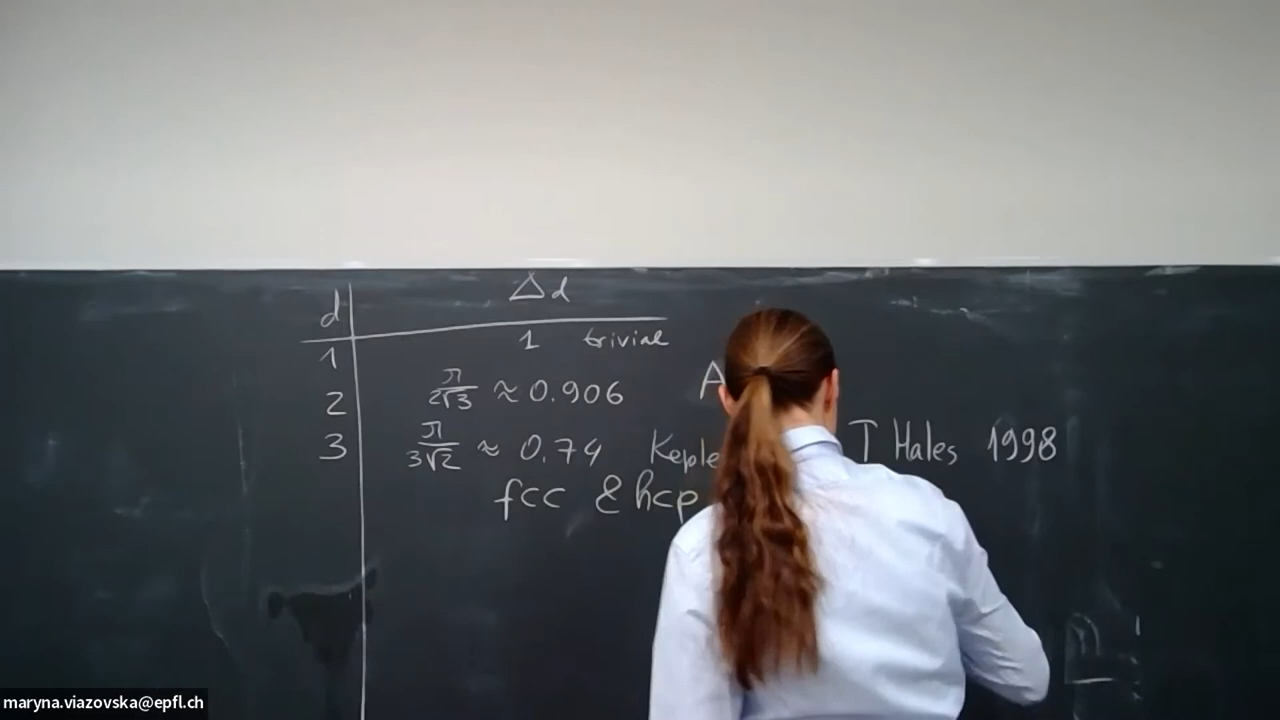 d Δd
1 1 trivial
2 π/2√3 ≈ 0.906
3 π/3√2 ≈ 0.74 T Hales 1998
fcc & hcp
maryna.viazovska@epfl.ch